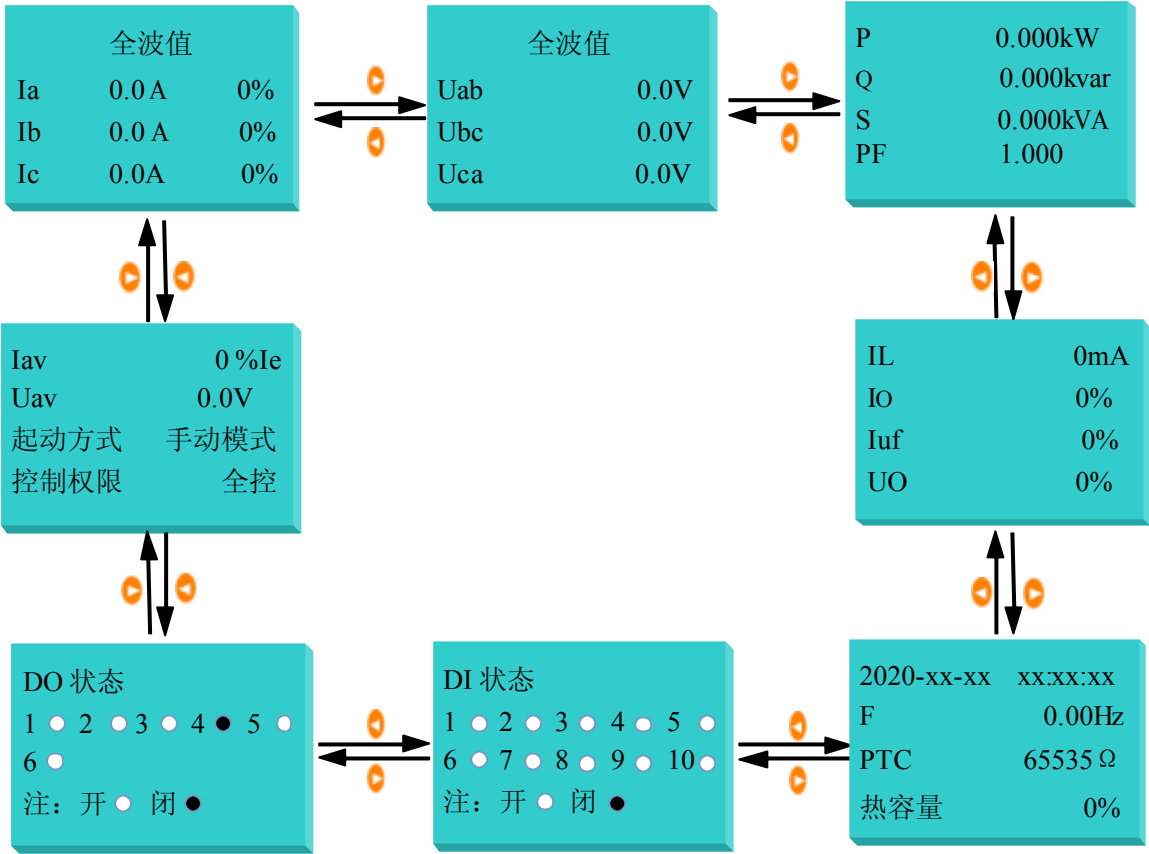 全波值
Ia 0.0 A 0%
Ib 0.0 A 0%
Ic 0.0A 0%
全波值
Uab 0.0V
Ubc 0.0V
Uca 0.0V
P 0.000kW
Q 0.000kvar
S 0.000kVA
PF 1.000
Iav 0 %Ie
Uav 0.0V
起动方式 手动模式
控制权限 全控
IL 0mA
IO 0%
Iuf 0%
UO 0%
DO 状态
1 2 3 4 5
6
注：开 闭
DI 状态
1 2 3 4 5
6 7 8 9 10
注：开 闭
2020-xx-xx xx:xx:xx
F 0.00Hz
PTC 65535 Ω
热容量 0%